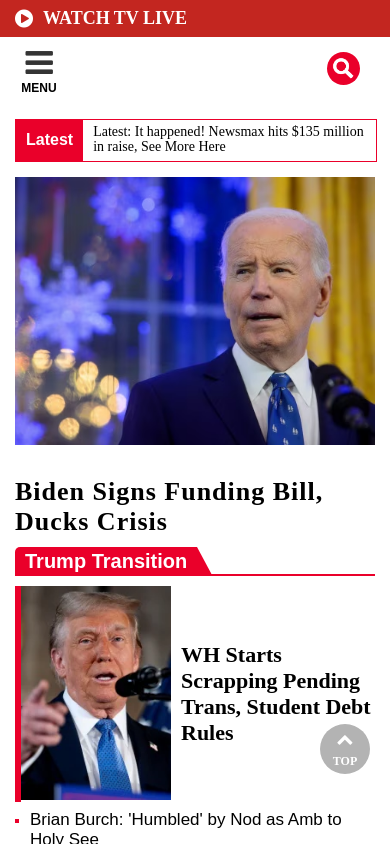 WATCH TV LIVE
MENU
Latest
Latest: It happened! Newsmax hits $135 million
in raise, See More Here
Biden Signs Funding Bill,
Ducks Crisis
Trump Transition
WH Starts
Scrapping Pending
Trans, Student Debt
Rules
TOP
Brian Burch: 'Humbled' by Nod as Amb to
Holy See